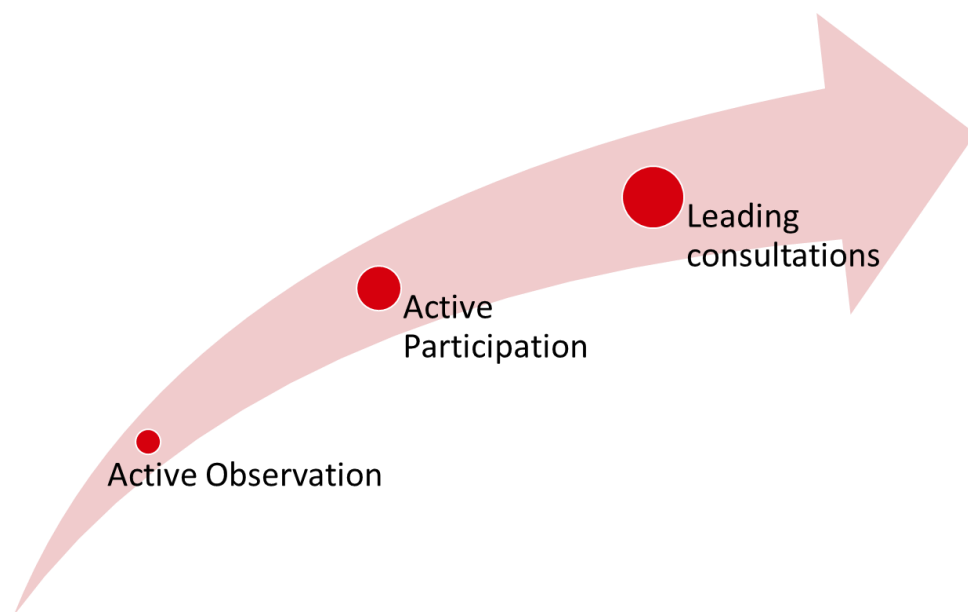 Leading
consultations
Active
Participation
Active Observation